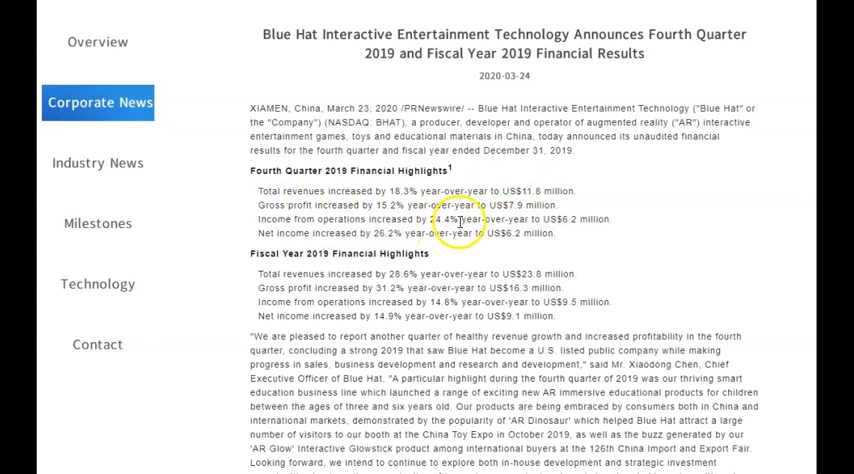 Overview
Corporate News
Industry News
Milestones
Technology
Contact
Blue Hat Interactive Entertainment Technology Announces Fourth Quarter
2019 and Fiscal Year 2019 Financial Results
2020-03-24
XIAMEN, China, March 23, 2020 /PRNewswire/ -- Blue Hat Interactive Entertainment Technology ("Blue Hat" or
the "Company") (NASDAQ: BHAT), a producer, developer and operator of augmented reality ("AR") interactive
entertainment games, toys and educational materials in China, today announced its unaudited financial
results for the fourth quarter and fiscal year ended December 31, 2019.
Fourth Quarter 2019 Financial Highlights1
Total revenues increased by 18.3% year-over-year to US$11.8 million.
Gross profit increased by 15.2% year-over-year to US$7.9 million.
Income from operations increased by 24.4% year-over-year to US$6.2 million.
Net income increased by 26.2% year-over-year to US$6.2 million.
Fiscal Year 2019 Financial Highlights
Total revenues increased by 28.6% year-over-year to US$23.8 million.
Gross profit increased by 31.2% year-over-year to US$16.3 million.
Income from operations increased by 14.8% year-over-year to US$9.5 million.
Net income increased by 14.9% year-over-year to US$9.1 million.
"We are pleased to report another quarter of healthy revenue growth and increased profitability in the fourth
quarter, concluding a strong 2019 that saw Blue Hat become a U.S. listed public company while making
progress in sales, business development and research and development," said Mr. Xiaodong Chen, Chief
Executive Officer of Blue Hat. "A particular highlight during the fourth quarter of 2019 was our thriving smart
education business line which launched a range of exciting new AR immersive educational products for children
between the ages of three and six years old. Our products are being embraced by consumers both in China and
international markets, demonstrated by the popularity of 'AR Dinosaur' which helped Blue Hat attract a large
number of visitors to our booth at the China Toy Expo in October 2019, as well as the buzz generated by our
'AR Glow' Interactive Glowstick product among international buyers at the 126th China Import and Export Fair.
Looking forward, we intend to continue to explore both in-house development and strategic investment